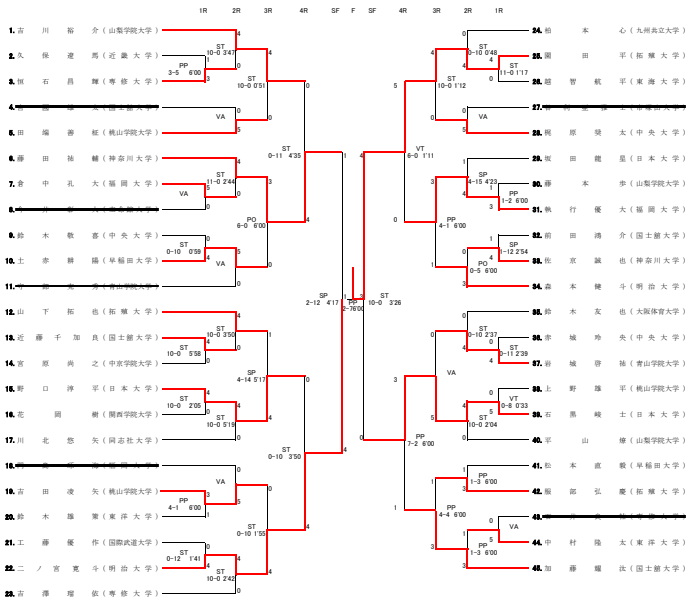 1R 2R 3R SF F SF 4R 3R 2R 1R
1. 吉川裕介(山梨学院大学)
2. 久保遼馬(近畿大学)
3. 恒石昌輝(専修大学)
5. 田端善柾(桃山学院大学)
6. 藤田祐輔(神奈川大学)
7. 倉中孔大(福岡大学)
9. 鈴木敬喜(中央大学)
10. 土赤耕陽(早稲田大学)
12. 山下拓也(拓殖大学)
13. 近藤千加良(国士舘大学)
14. 宮原尚之(中京学院大学)
15. 野口淳平(日本大学)
16. 花岡樹(関西学院大学)
17. 川北悠矢(同志社大学)
19. 吉田凌矢(桃山学院大学)
20. 鈴木雄(東洋大学)
21. 工藤優作(国際武道大学)
22. 二ノ宮寛斗(明治大学)
23. 吉澤瑠依(専修大学)
24. 柏本心(九州共立大学)
25. 園田平(拓殖大学)
26. 越智航平(東海大学)
28. 梶原奨太(中央大学)
29. 坂田龍星(日本大学)
30. 藤本歩(山梨学院大学)
31. 執行優大(福岡大学)
32. 前田鴻介(国士舘大学)
33. 佐京誠也(神奈川大学)
34. 森本健斗(明治大学)
35. 鈴木友也(大阪体育大学)
36. 赤城玲央(中央大学)
37. 岩城啓祐(青山学院大学)
38. 上野雄平(桃山学院大学)
39. 石黒峻士(日本大学)
40. 平山燎(山梨学院大学)
41. 松本直毅(早稲田大学)
42. 服部弘慶(拓殖大学)
44. 中村隆太(東洋大学)
45. 加藤耀汰(国士舘大学)
ST
10-0 3'47
PP
3-5 6'00
ST
10-0 0'51
VA
ST
0-11 4'35
ST
11-0 2'44
VA
PO
6-0 6'00
ST
0-10 0'59
VA
SP
2-12 4'17
ST
10-0 3'50
ST
10-0 5'58
SP
4-14 5'17
ST
10-0 2'05
ST
10-0 5'19
ST
0-10 3'50
VA
PP
4-1 6'00
ST
0-10 1'55
ST
0-12 1'41
ST
10-0 2'42
PP
2-7 6'00
ST
10-0 3'26
ST
0-10 0'48
ST
11-0 1'17
ST
10-0 1'12
VA
VT
6-0 1'11
SP
4-15 4'23
PP
1-2 6'00
PP
4-1 6'00
SP
1-12 2'54
PO
0-5 6'00
ST
0-10 2'37
ST
0-11 2'39
VA
VT
0-8 0'33
ST
10-0 2'04
PP
7-2 6'00
PP
1-3 6'00
PP
4-4 6'00
VA
PP
1-3 6'00